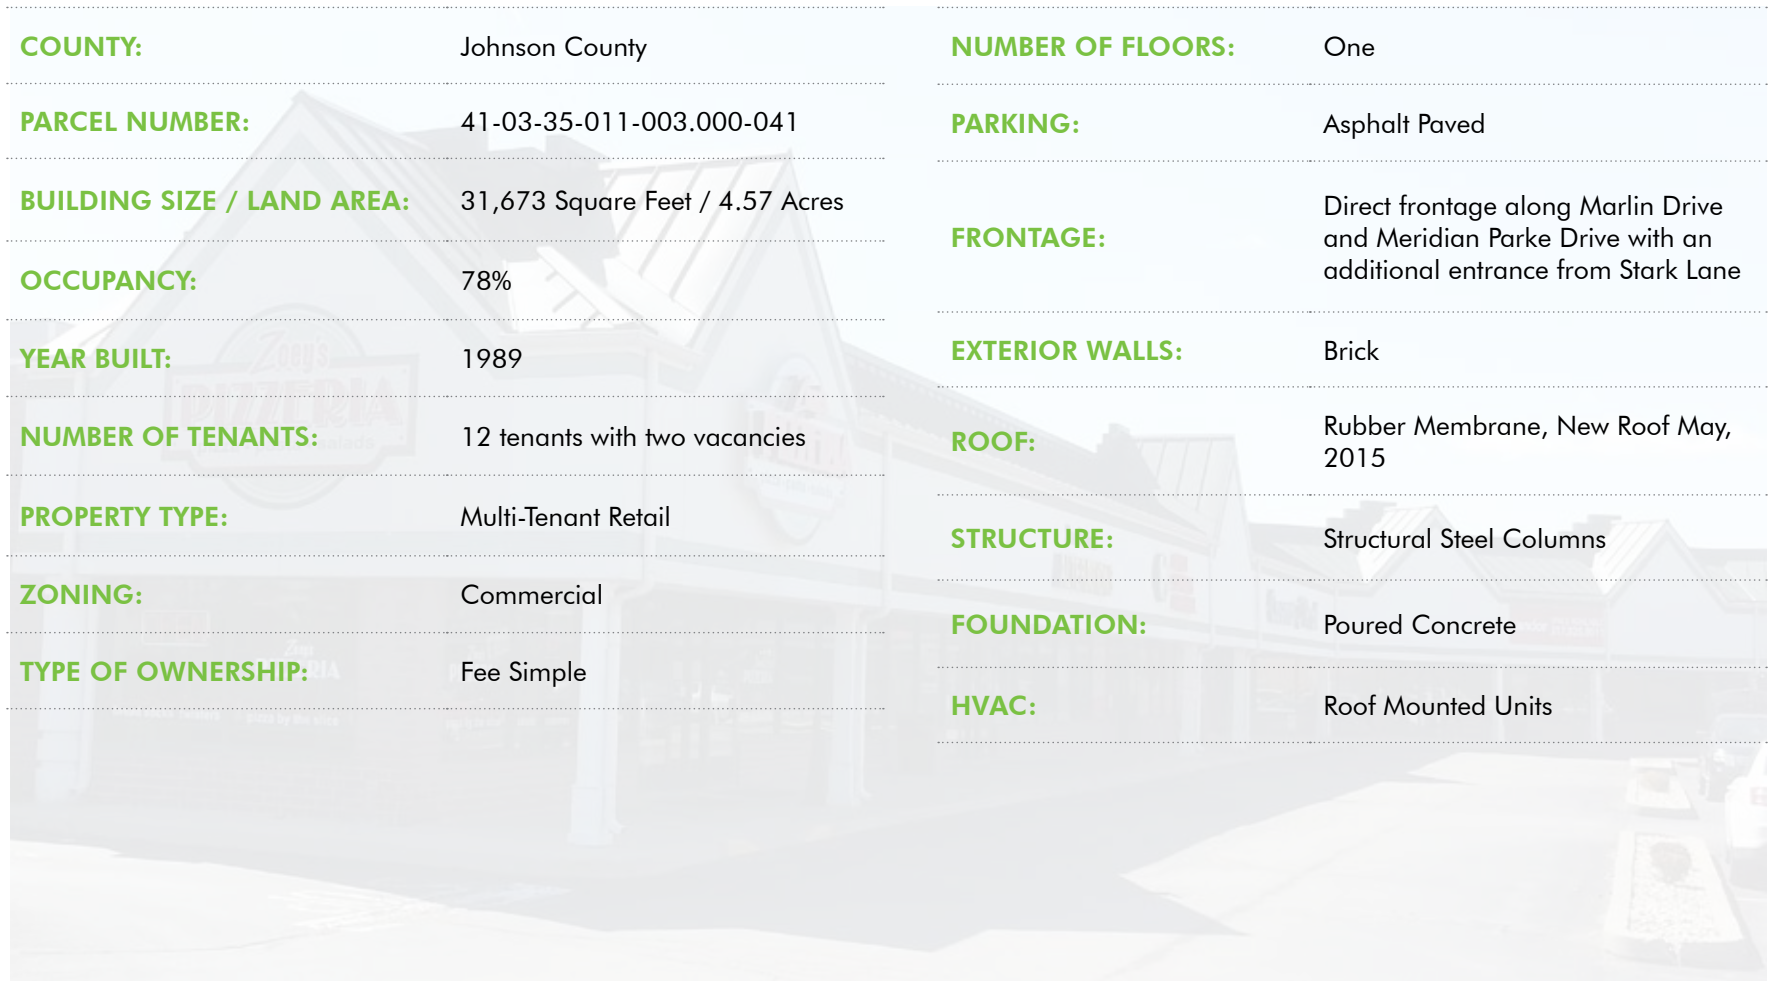 COUNTY: Johnson County
PARCEL NUMBER: 41-03-35-011-003.000-041
BUILDING SIZE / LAND AREA: 31,673 Square Feet / 4.57 Acres
OCCUPANCY: 78%
YEAR BUILT: 1989
NUMBER OF TENANTS: 12 tenants with two vacancies
PROPERTY TYPE: Multi-Tenant Retail
ZONING: Commercial
TYPE OF OWNERSHIP: Fee Simple
NUMBER OF FLOORS: One
PARKING: Asphalt Paved
FRONTAGE: Direct frontage along Marlin Drive
and Meridian Parke Drive with an
additional entrance from Stark Lane
EXTERIOR WALLS: Brick
ROOF: Rubber Membrane, New Roof May,
2015
STRUCTURE: Structural Steel Columns
FOUNDATION: Poured Concrete
HVAC: Roof Mounted Units
PIZZERIA